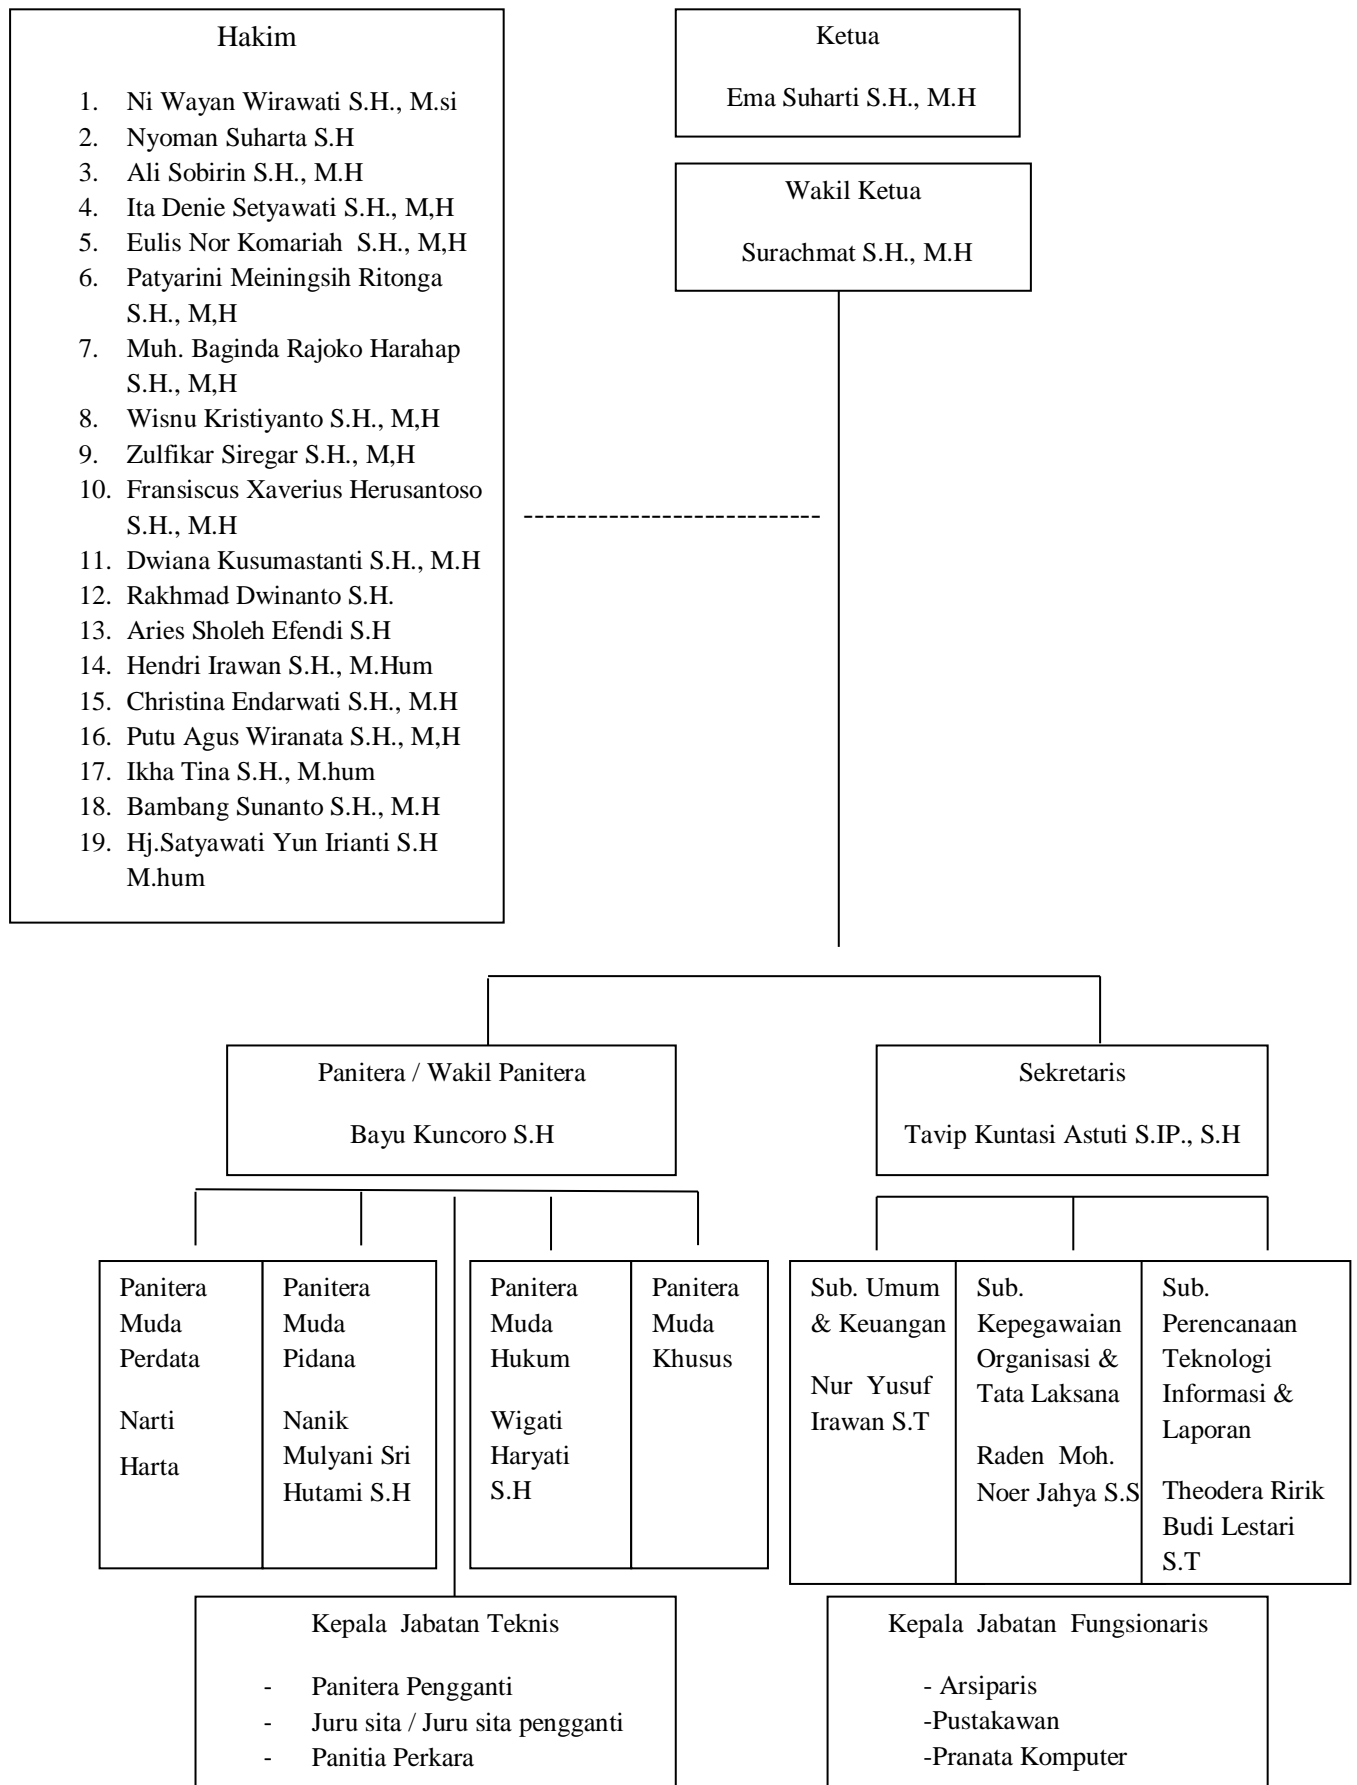 Hakim
1. Ni Wayan Wirawati S.H., M.si
2. Nyoman Suharta S.H
3. Ali Sobirin S.H., M.H
4. Ita Denie Setyawati S.H., M,H
5. Eulis Nor Komariah S.H., M,H
6. Patyarini Meiningsih Ritonga
S.H., M,H
7. Muh. Baginda Rajoko Harahap
S.H., M,H
8. Wisnu Kristiyanto S.H., M,H
9. Zulfikar Siregar S.H., M,H
10. Fransiscus Xaverius Herusantoso
S.H., M.H
11. Dwiana Kusumastanti S.H., M.H
12. Rakhmad Dwinanto S.H.
13. Aries Sholeh Efendi S.H
14. Hendri Irawan S.H., M.Hum
15. Christina Endarwati S.H., M.H
16. Putu Agus Wiranata S.H., M,H
17. Ikha Tina S.H., M.hum
18. Bambang Sunanto S.H., M.H
19. Hj.Satyawati Yun Irianti S.H
M.hum
Ketua
Ema Suharti S.H., M.H
Wakil Ketua
Surachmat S.H., M.H
Panitera / Wakil Panitera
Bayu Kuncoro S.H
Sekretaris
Tavip Kuntasi Astuti S.IP., S.H
Panitera
Muda
Perdata
Narti
Harta
Panitera
Muda
Pidana
Nanik
Mulyani Sri
Hutami S.H
Panitera
Muda
Hukum
Wigati
Haryati
S.H
Panitera
Muda
Khusus
Sub. Umum
& Keuangan
Nur Yusuf
Irawan S.T
Sub.
Kepegawaian
Organisasi &
Tata Laksana
Raden Moh.
Noer Jahya S.S
Sub.
Perencanaan
Teknologi
Informasi &
Laporan
Theodera Ririk
Budi Lestari
S.T
Kepala Jabatan Teknis
- Panitera Pengganti
- Juru sita / Juru sita pengganti
- Panitia Perkara
Kepala Jabatan Fungsionaris
- Arsiparis
-Pustakawan
-Pranata Komputer